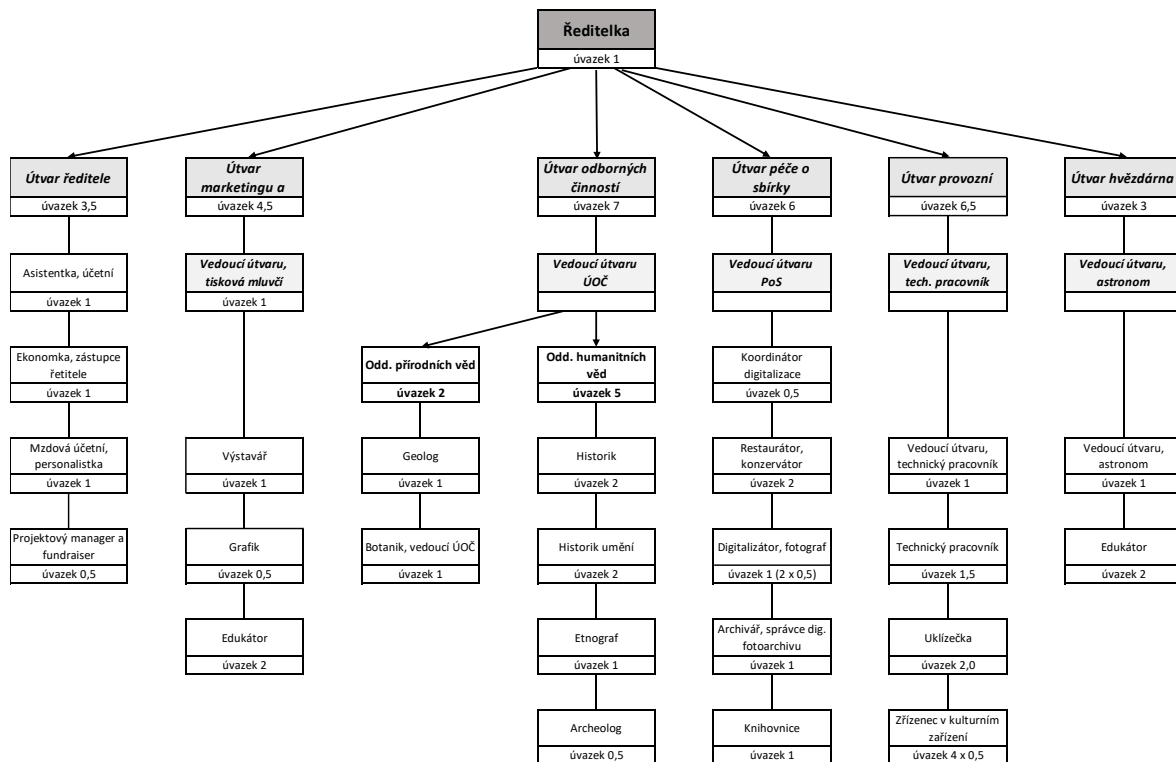 Ředitelka
úvazek 1
Útvar ředitele
úvazek 3,5
Útvar
marketingu a
úvazek 4,5
Útvar odborných
činností
úvazek 7
Útvar péče o
sbírky
úvazek 6
Útvar provozní
úvazek 6,5
Útvar hvězdárna
úvazek 3
Asistentka, účetní
úvazek 1
Vedoucí útvaru,
tisková mluvčí
úvazek 1
Vedoucí útvaru
ÚOČ
Vedoucí útvaru
PoS
Vedoucí útvaru,
tech. pracovník
Vedoucí útvaru,
astronom
Ekonomka, zástupce
řetitele
úvazek 1
Odd. přírodních věd
úvazek 2
Odd. humanitních
věd
úvazek 5
Koordinátor
digitalizace
úvazek 0,5
Mzdová účetní,
personalistka
úvazek 1
Výstavář
úvazek 1
Geolog
úvazek 1
Historik
úvazek 2
Restaurátor,
konzervátor
úvazek 2
Vedoucí útvaru,
technický pracovník
úvazek 1
Vedoucí útvaru,
astronom
úvazek 1
Projektový manager a
fundraiser
úvazek 0,5
Grafik
úvazek 0,5
Botanik, vedoucí ÚOČ
úvazek 1
Historik umění
úvazek 2
Digitalizátor, fotograf
úvazek 1 (2 x 0,5)
Technický pracovník
úvazek 1,5
Edukátor
úvazek 2
Edukátor
úvazek 2
Etnograf
úvazek 1
Archivář, správce dig.
fotoarchivu
úvazek 1
Uklízečka
úvazek 2,0
Archeolog
úvazek 0,5
Knihovnice
úvazek 1
Zřízenec v kulturním
zařízení
úvazek 4 x 0,5